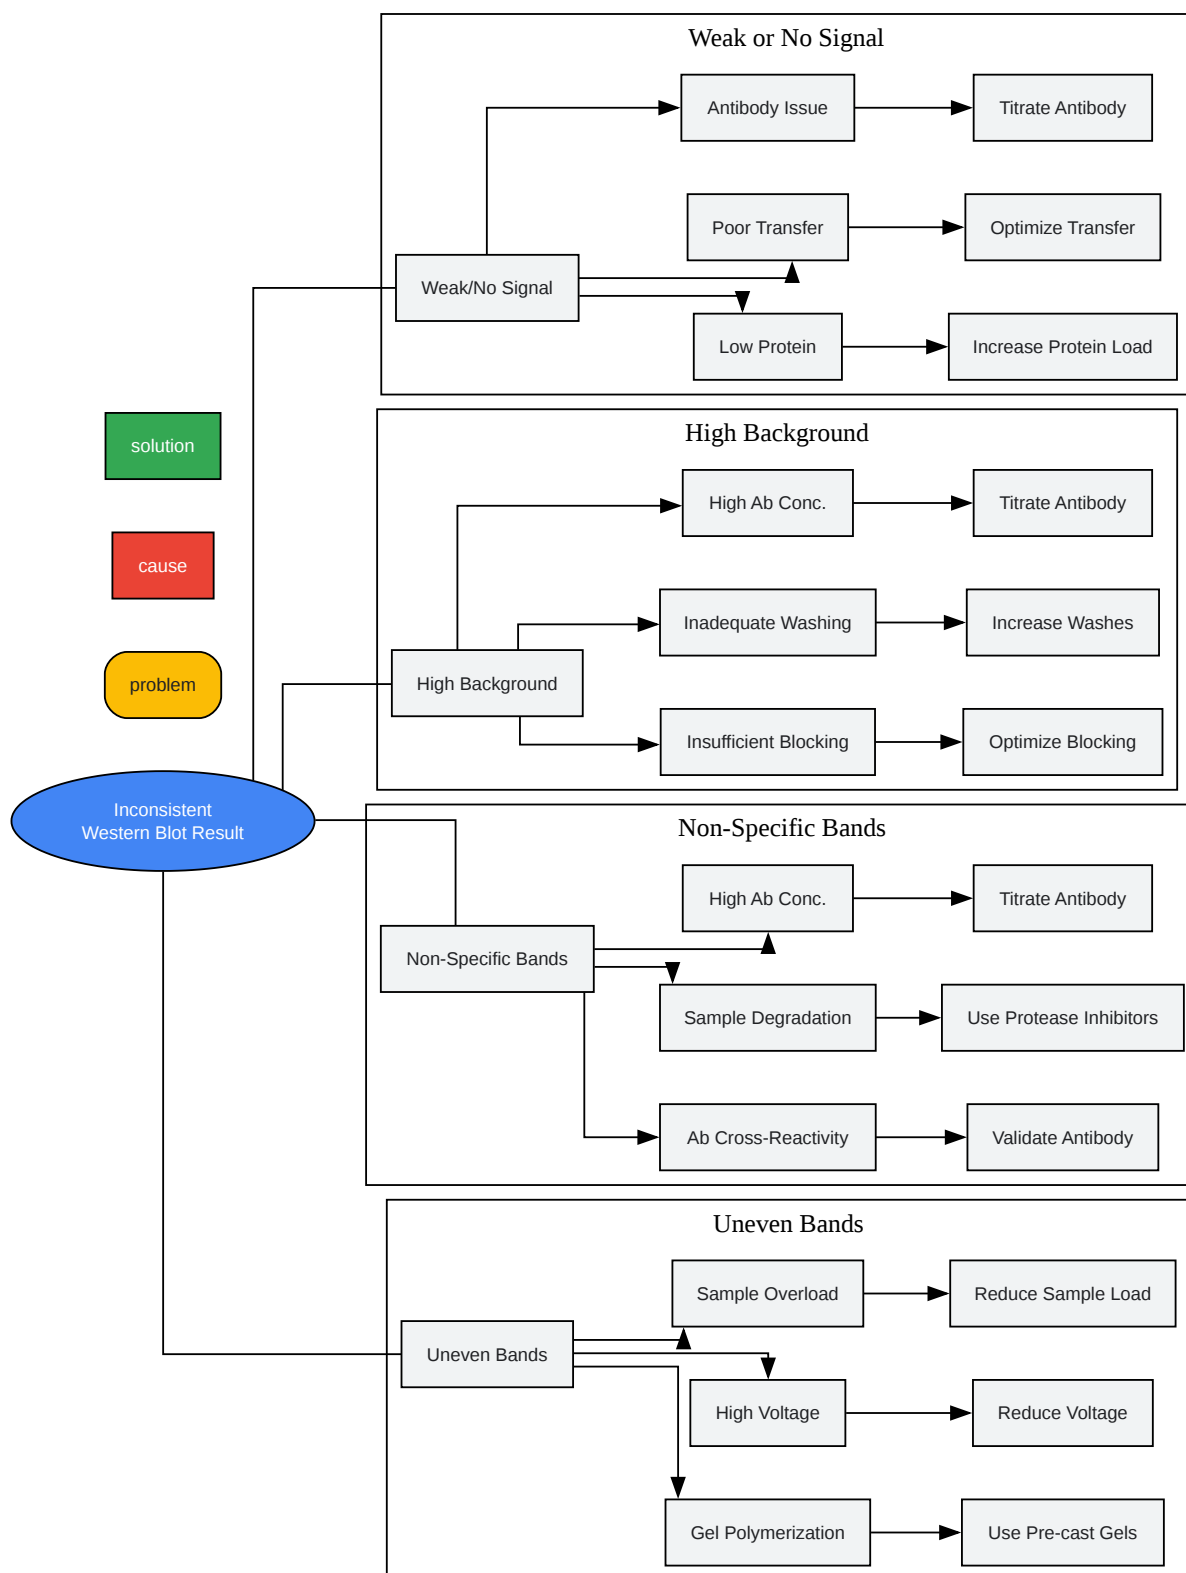 Weak or No Signal
Antibody Issue
Titrate Antibody
Poor Transfer
Optimize Transfer
Weak/No Signal
Low Protein
Increase Protein Load
solution
cause
problem
Inconsistent
Western Blot Result
High Background
High Ab Conc.
Titrate Antibody
Inadequate Washing
Increase Washes
High Background
Insufficient Blocking
Optimize Blocking
Non-Specific Bands
High Ab Conc.
Titrate Antibody
Non-Specific Bands
Sample Degradation
Use Protease Inhibitors
Ab Cross-Reactivity
Validate Antibody
Uneven Bands
Sample Overload
Reduce Sample Load
Uneven Bands
High Voltage
Reduce Voltage
Gel Polymerization
Use Pre-cast Gels